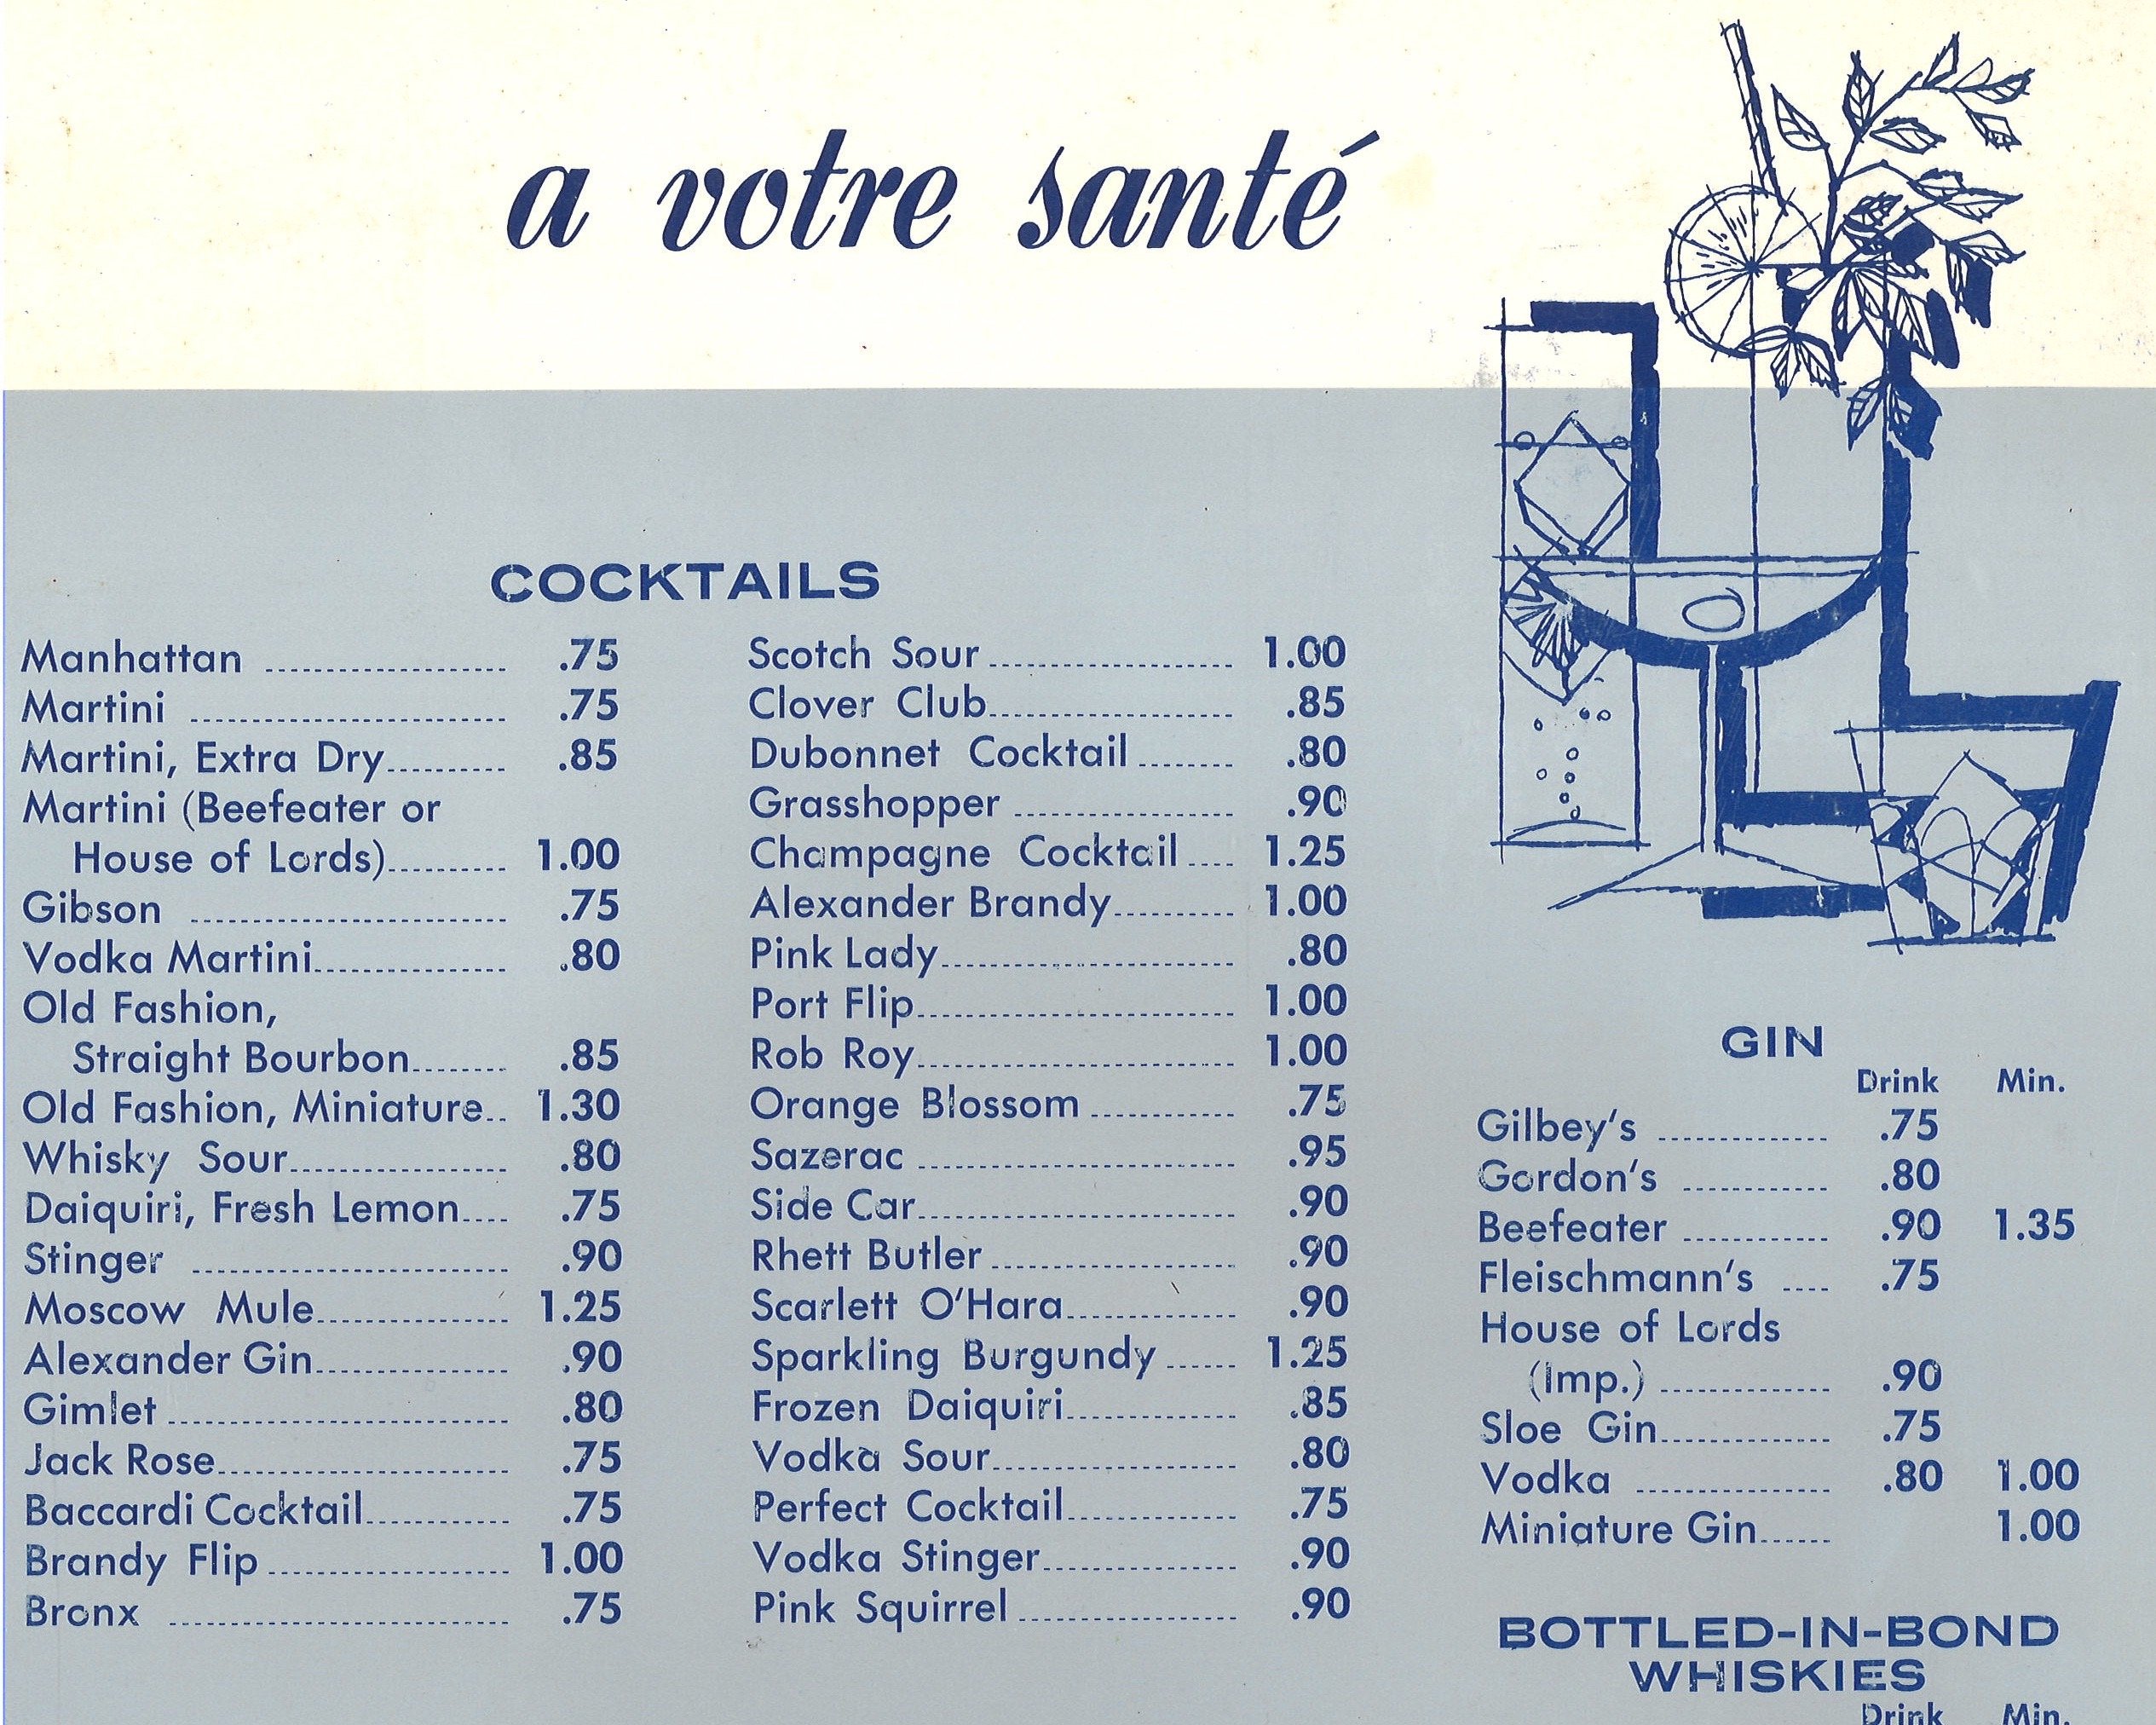 a votre santé
COCKTAILS
Manhattan .75
Martini .75
Martini, Extra Dry .85
Martini (Beefeater or
House of Lords) 1.00
Gibson .75
Vodka Martini .80
Old Fashion,
Straight Bourbon .85
Old Fashion, Miniature 1.30
Whisky Sour .80
Daiquiri, Fresh Lemon .75
Stinger .90
Moscow Mule 1.25
Alexander Gin .90
Gimlet .80
Jack Rose .75
Baccardi Cocktail .75
Brandy Flip 1.00
Bronx .75
Scotch Sour 1.00
Clover Club .85
Dubonnet Cocktail .80
Grasshopper .90
Champagne Cocktail 1.25
Alexander Brandy 1.00
Pink Lady .80
Port Flip 1.00
Rob Roy 1.00
Orange Blossom .75
Sazerac .95
Side Car .90
Rhett Butler .90
Scarlett O'Hara .90
Sparkling Burgundy 1.25
Frozen Daiquiri .85
Vodka Sour .80
Perfect Cocktail .75
Vodka Stinger .90
Pink Squirrel .90
GIN
Drink Min.
Gilbey's .75
Gordon's .80
Beefeater .90 1.35
Fleischmann's .75
House of Lords
(Imp.) .90
Sloe Gin .75
Vodka .80 1.00
Miniature Gin 1.00
BOTTLED-IN-BOND
WHISKIES
Drink Min.